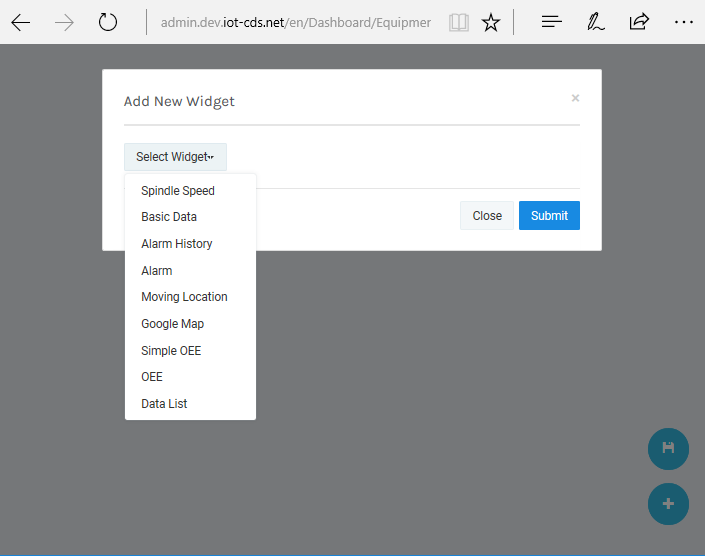 admin.dev.iot-cds.net/en/Dashboard/Equipmer
Add New Widget
×
Select Widget
Spindle Speed
Basic Data
Alarm History
Alarm
Moving Location
Google Map
Simple OEE
OEE
Data List
Close
Submit